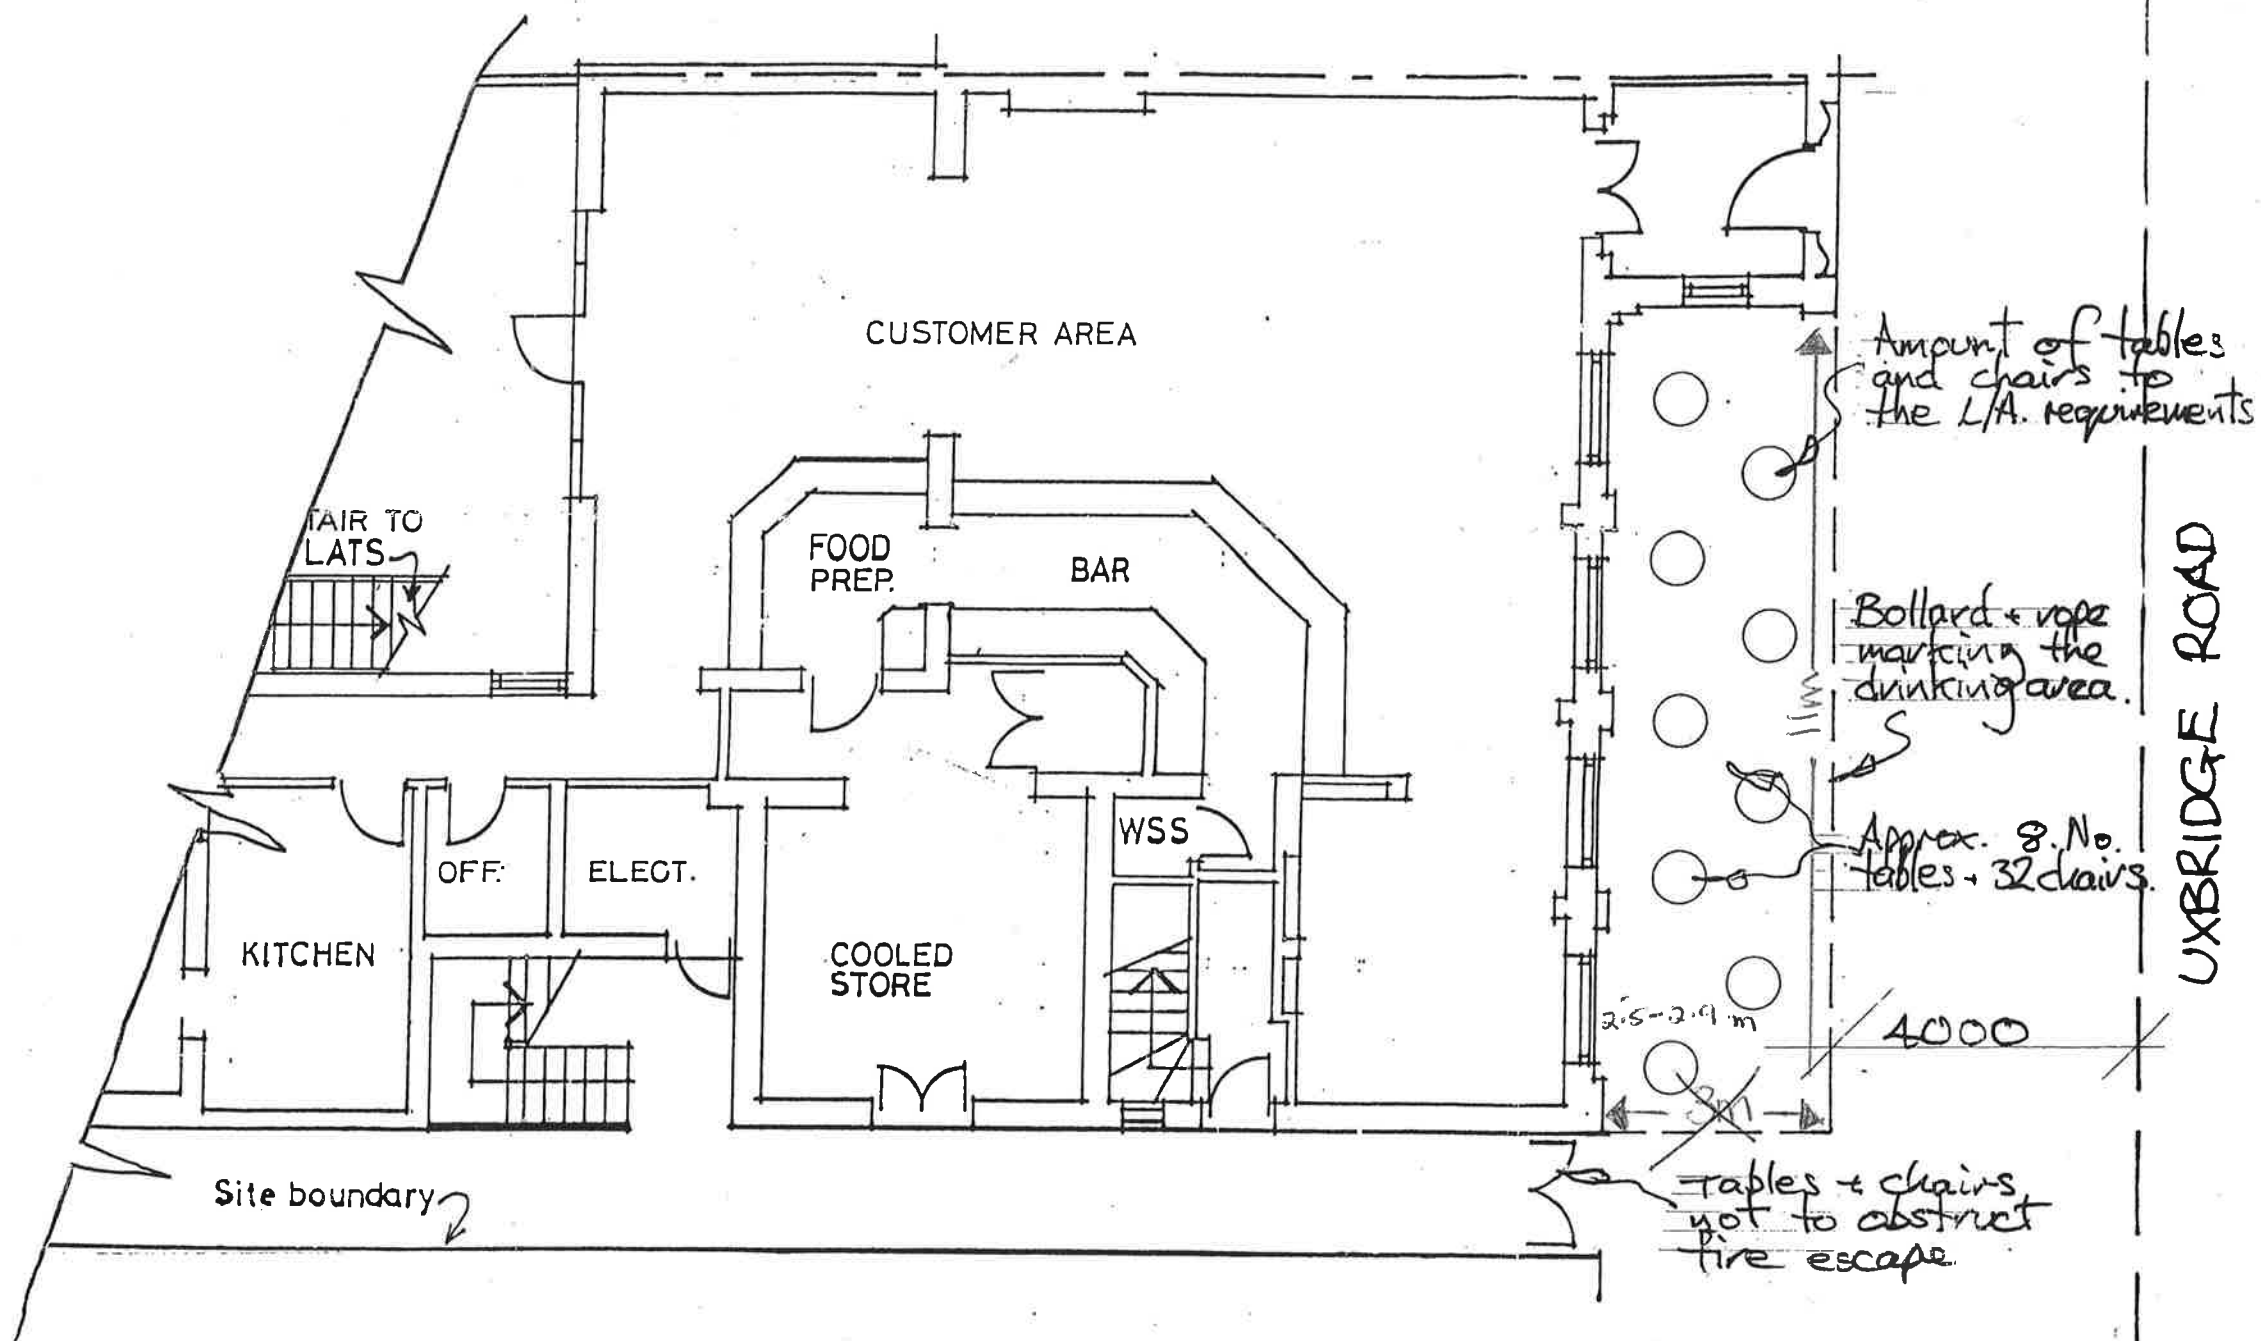 CUSTOMER AREA
Amount of tables
and chairs to
the L/A. requirements
TAIR TO
LATS
FOOD
PREP.
BAR
Bollard + rope
marking the
drinking area.
UXBRIDGE ROAD
WSS
OFF.
ELECT.
Approx. 8. No.
tables + 32 chairs.
KITCHEN
COOLED
STORE
2.5-2.9 m
4000
3m
Site boundary
Tables + chairs
not to obstruct
fire escape